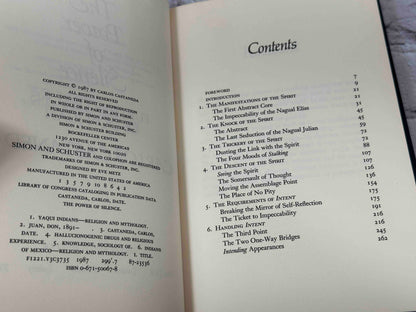 COPYRIGHT © 1987 BY CARLOS CASTANEDA
ALL RIGHTS RESERVED
INCLUDING THE RIGHT OF REPRODUCTION
IN WHOLE OR IN PART IN ANY FORM.
PUBLISHED BY SIMON AND SCHUSTER
A DIVISION OF SIMON & SCHUSTER
SIMON & SCHUSTER BUILDING
ROCKEFELLER CENTER
1230 AVENUE OF THE AMERICAS
NEW YORK, NEW YORK 10020
SIMON AND SCHUSTER AND COLOPHON ARE REGISTERED
TRADEMARKS OF SIMON & SCHUSTER, INC.
DESIGNED BY EVE METZ
MANUFACTURED IN THE UNITED STATES OF AMERICA
1 3 5 7 9 10 8 6 4 2
LIBRARY OF CONGRESS CATALOGING IN PUBLICATION DATA
CASTANEDA, CARLOS, DATE.
THE POWER OF SILENCE.
1. YAQUI INDIANS—RELIGION AND MYTHOLOGY.
2. JUAN, DON, 1891– . 3. CASTANEDA, CARLOS,
DATE. 4. HALLUCINOGENIC DRUGS AND RELIGIOUS
EXPERIENCE. 5. KNOWLEDGE, SOCIOLOGY OF. 6. INDIANS
OF MEXICO—RELIGION AND MYTHOLOGY. I. TITLE.
F1221.Y3C3735 1987 299'.7 87-23536
ISBN 0-671-50067-8
Contents
FOREWORD 7
INTRODUCTION 9
1 THE MANIFESTATIONS OF THE SPIRIT 21
The First Abstract Core 21
The Impeccability of the Nagual Elias 25
2 THE KNOCK OF THE SPIRIT 42
The Abstract 42
The Last Seduction of the Nagual Julian 45
3 THE TRICKERY OF THE SPIRIT 59
Dusting the Link with the Spirit 59
The Four Moods of Stalking 72
4 THE DESCENT OF THE SPIRIT 107
Seeing the Spirit 107
The Somersault of Thought 126
Moving the Assemblage Point 136
The Place of No Pity 154
5 THE REQUIREMENTS OF INTENT 175
Breaking the Mirror of Self-Reflection 175
The Ticket to Impeccability 191
6 HANDLING INTENT 216
The Third Point 216
The Two One-Way Bridges 245
Intending Appearances 262